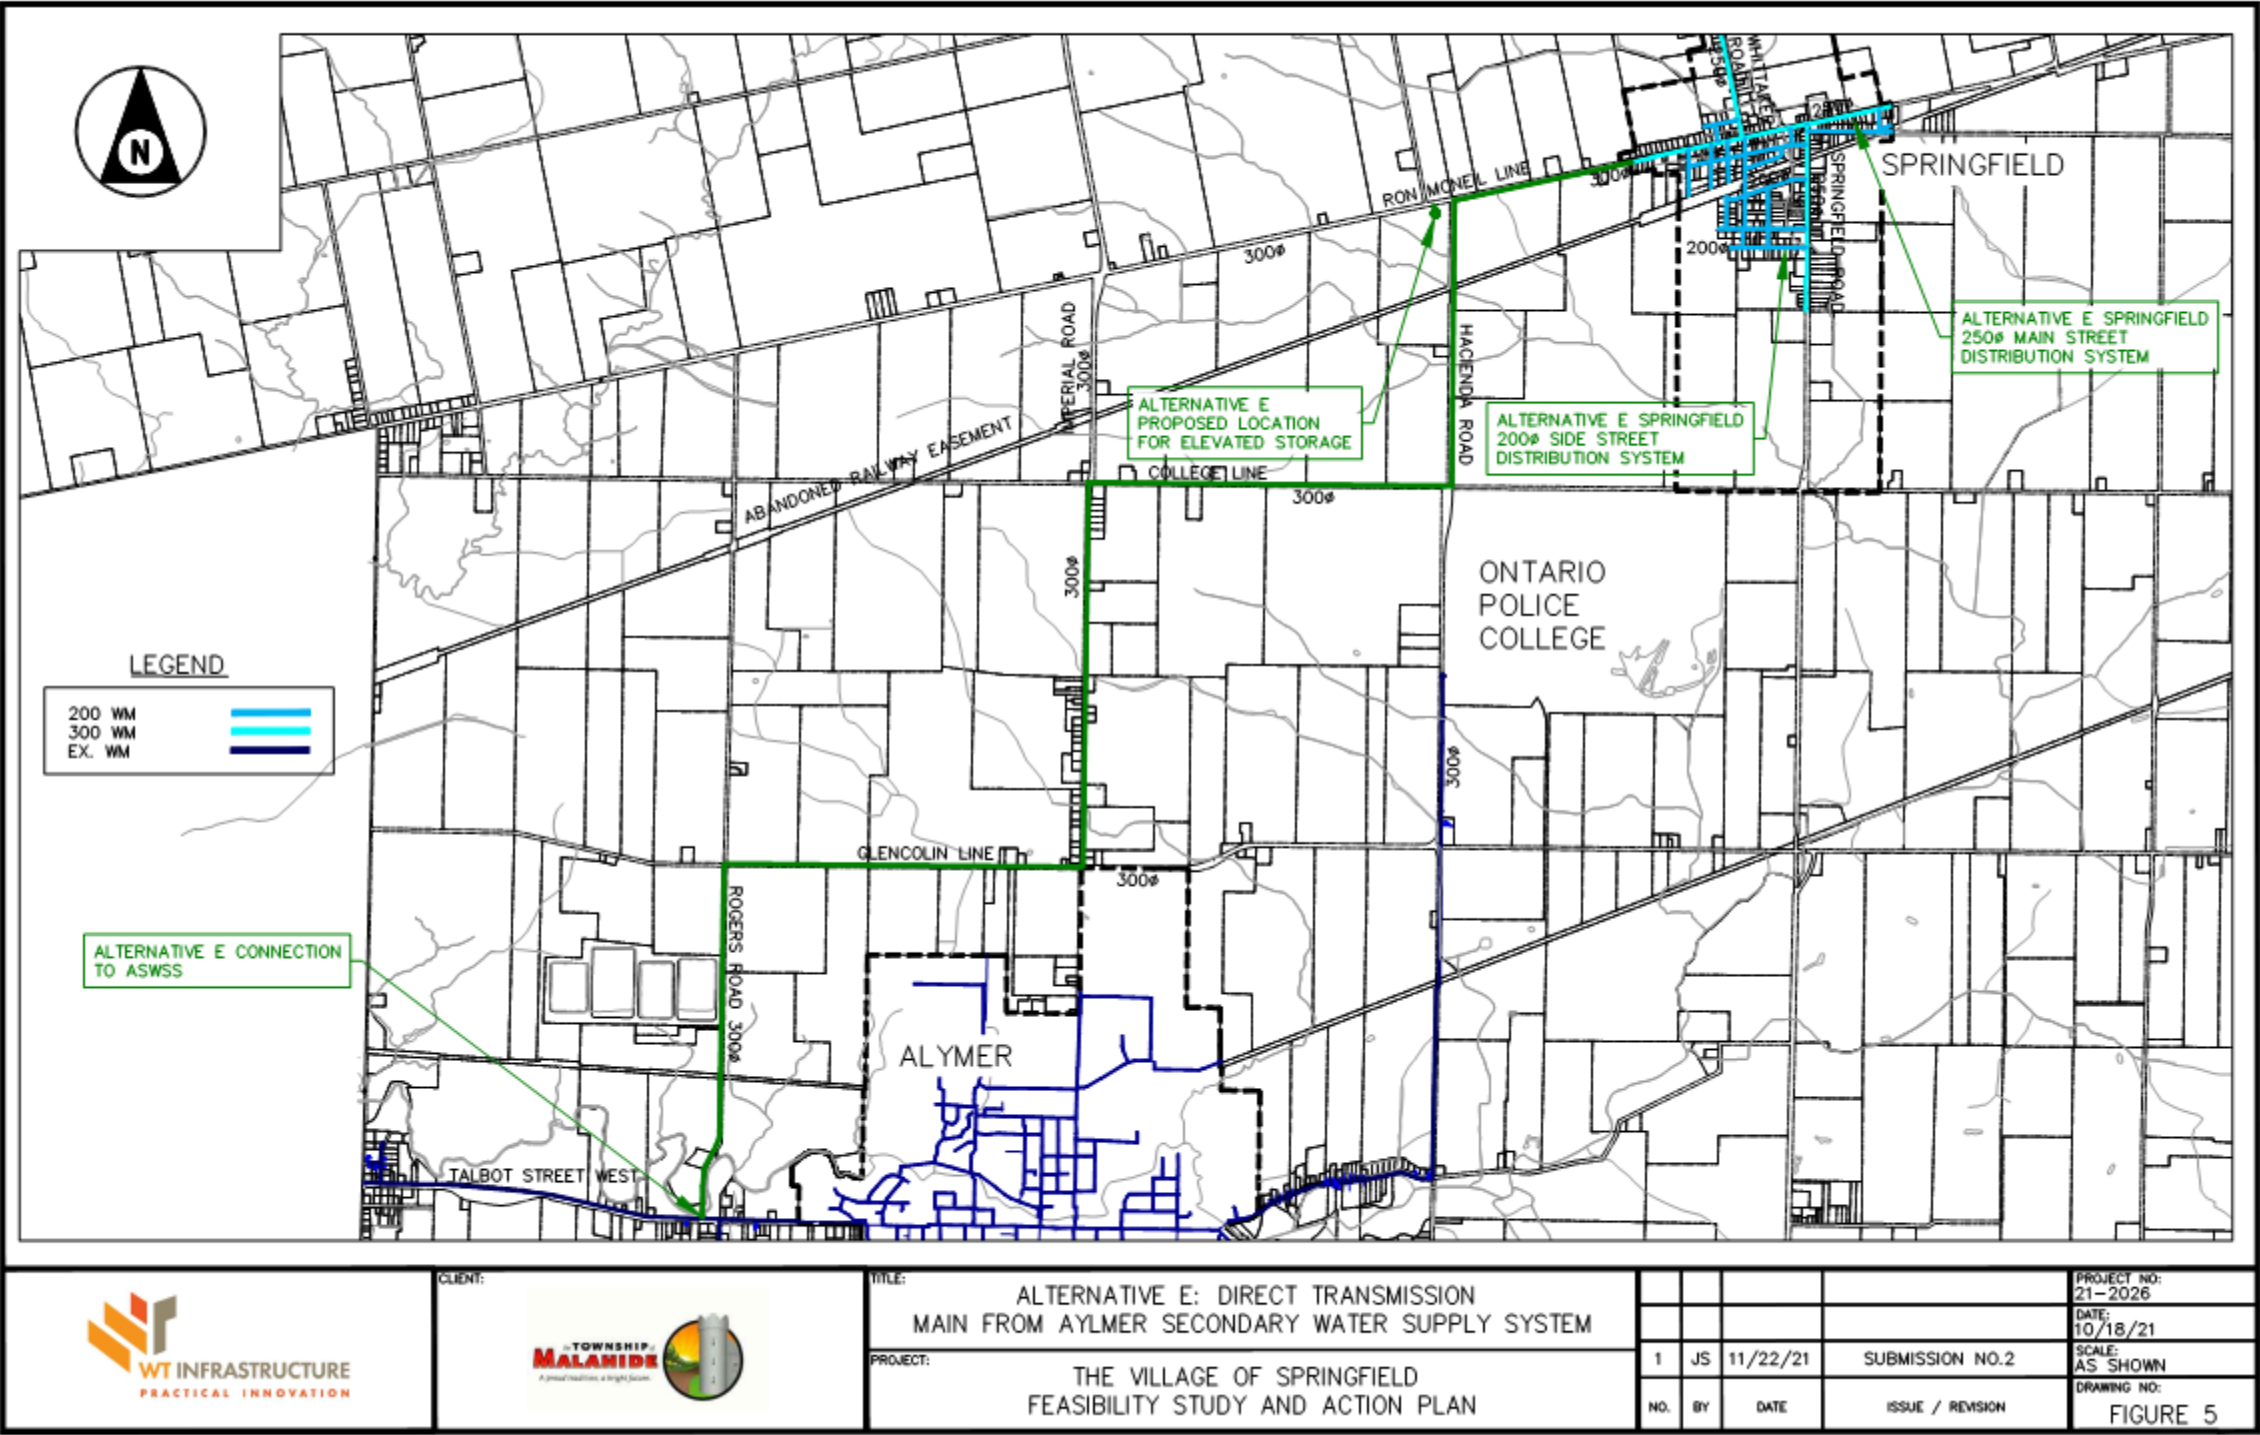 N
WHITTAKER
ROAD
250ø
250ø
SPRINGFIELD
RON MCNEIL LINE
300ø
300ø
SPRINGFIELD ROAD
250ø
200ø
IMPERIAL ROAD
300ø
HACIENDA ROAD
ALTERNATIVE E SPRINGFIELD
250ø MAIN STREET
DISTRIBUTION SYSTEM
ALTERNATIVE E
PROPOSED LOCATION
FOR ELEVATED STORAGE
ALTERNATIVE E SPRINGFIELD
200ø SIDE STREET
DISTRIBUTION SYSTEM
ABANDONED RAILWAY EASEMENT
COLLEGE LINE
300ø
300ø
ONTARIO
POLICE
COLLEGE
LEGEND
200 WM
300 WM
EX. WM
300ø
GLENCOLIN LINE
300ø
ROGERS ROAD 300ø
ALTERNATIVE E CONNECTION
TO ASWSS
ALYMER
TALBOT STREET WEST
WT INFRASTRUCTURE
PRACTICAL INNOVATION
CLIENT:
TOWNSHIP of
MALAHIDE
A proud tradition, a bright future.
TITLE:
ALTERNATIVE E: DIRECT TRANSMISSION
MAIN FROM AYLMER SECONDARY WATER SUPPLY SYSTEM
PROJECT:
THE VILLAGE OF SPRINGFIELD
FEASIBILITY STUDY AND ACTION PLAN
1 JS 11/22/21 SUBMISSION NO.2
NO. BY DATE ISSUE / REVISION
PROJECT NO:
21-2026
DATE:
10/18/21
SCALE:
AS SHOWN
DRAWING NO:
FIGURE 5